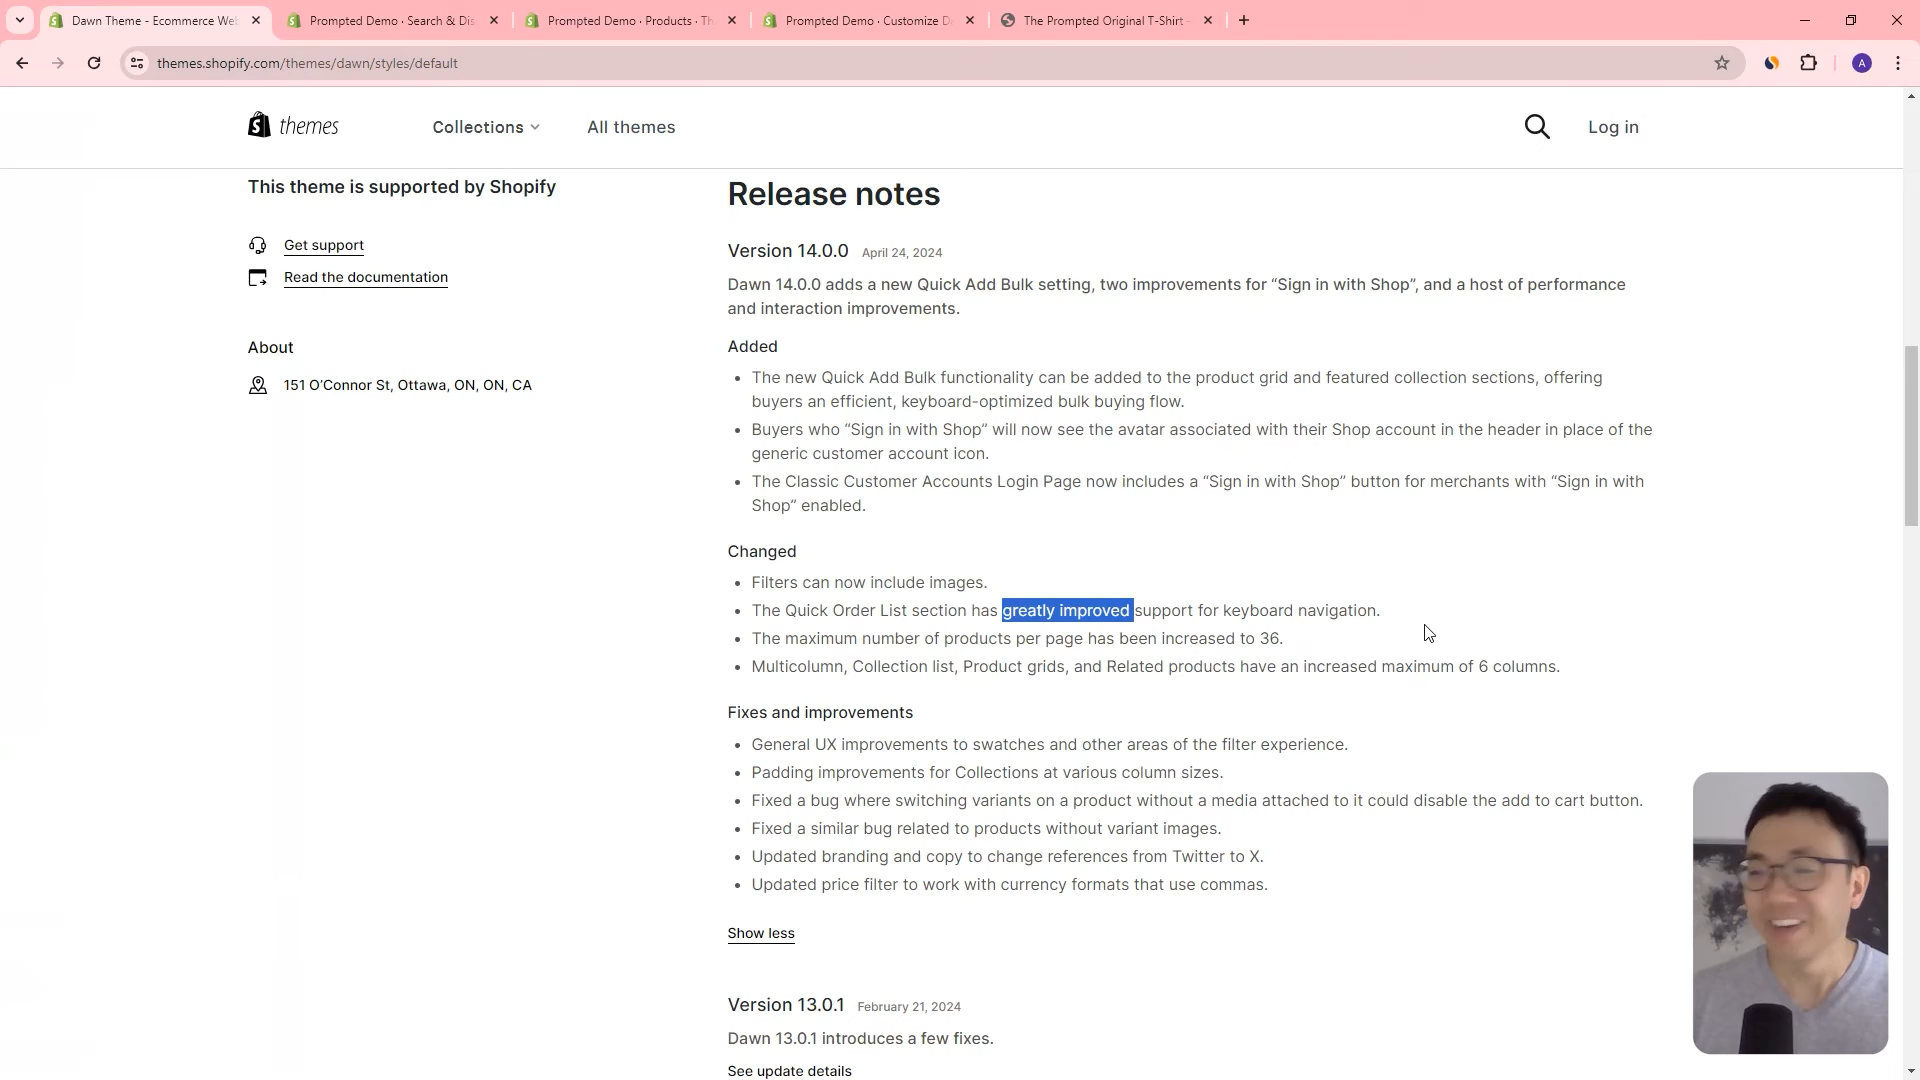 Dawn Theme - Ecommerce Web
Prompted Demo · Search & Dis
Prompted Demo · Products · Th
Prompted Demo · Customize D
The Prompted Original T-Shirt –
themes.shopify.com/themes/dawn/styles/default
A
themes
Collections
All themes
Log in
This theme is supported by Shopify
Get support
Read the documentation
About
151 O’Connor St, Ottawa, ON, ON, CA
Release notes
Version 14.0.0 April 24, 2024
Dawn 14.0.0 adds a new Quick Add Bulk setting, two improvements for “Sign in with Shop”, and a host of performance
and interaction improvements.
Added
• The new Quick Add Bulk functionality can be added to the product grid and featured collection sections, offering
buyers an efficient, keyboard-optimized bulk buying flow.
• Buyers who “Sign in with Shop” will now see the avatar associated with their Shop account in the header in place of the
generic customer account icon.
• The Classic Customer Accounts Login Page now includes a “Sign in with Shop” button for merchants with “Sign in with
Shop” enabled.
Changed
• Filters can now include images.
• The Quick Order List section has greatly improved support for keyboard navigation.
• The maximum number of products per page has been increased to 36.
• Multicolumn, Collection list, Product grids, and Related products have an increased maximum of 6 columns.
Fixes and improvements
• General UX improvements to swatches and other areas of the filter experience.
• Padding improvements for Collections at various column sizes.
• Fixed a bug where switching variants on a product without a media attached to it could disable the add to cart button.
• Fixed a similar bug related to products without variant images.
• Updated branding and copy to change references from Twitter to X.
• Updated price filter to work with currency formats that use commas.
Show less
Version 13.0.1 February 21, 2024
Dawn 13.0.1 introduces a few fixes.
See update details